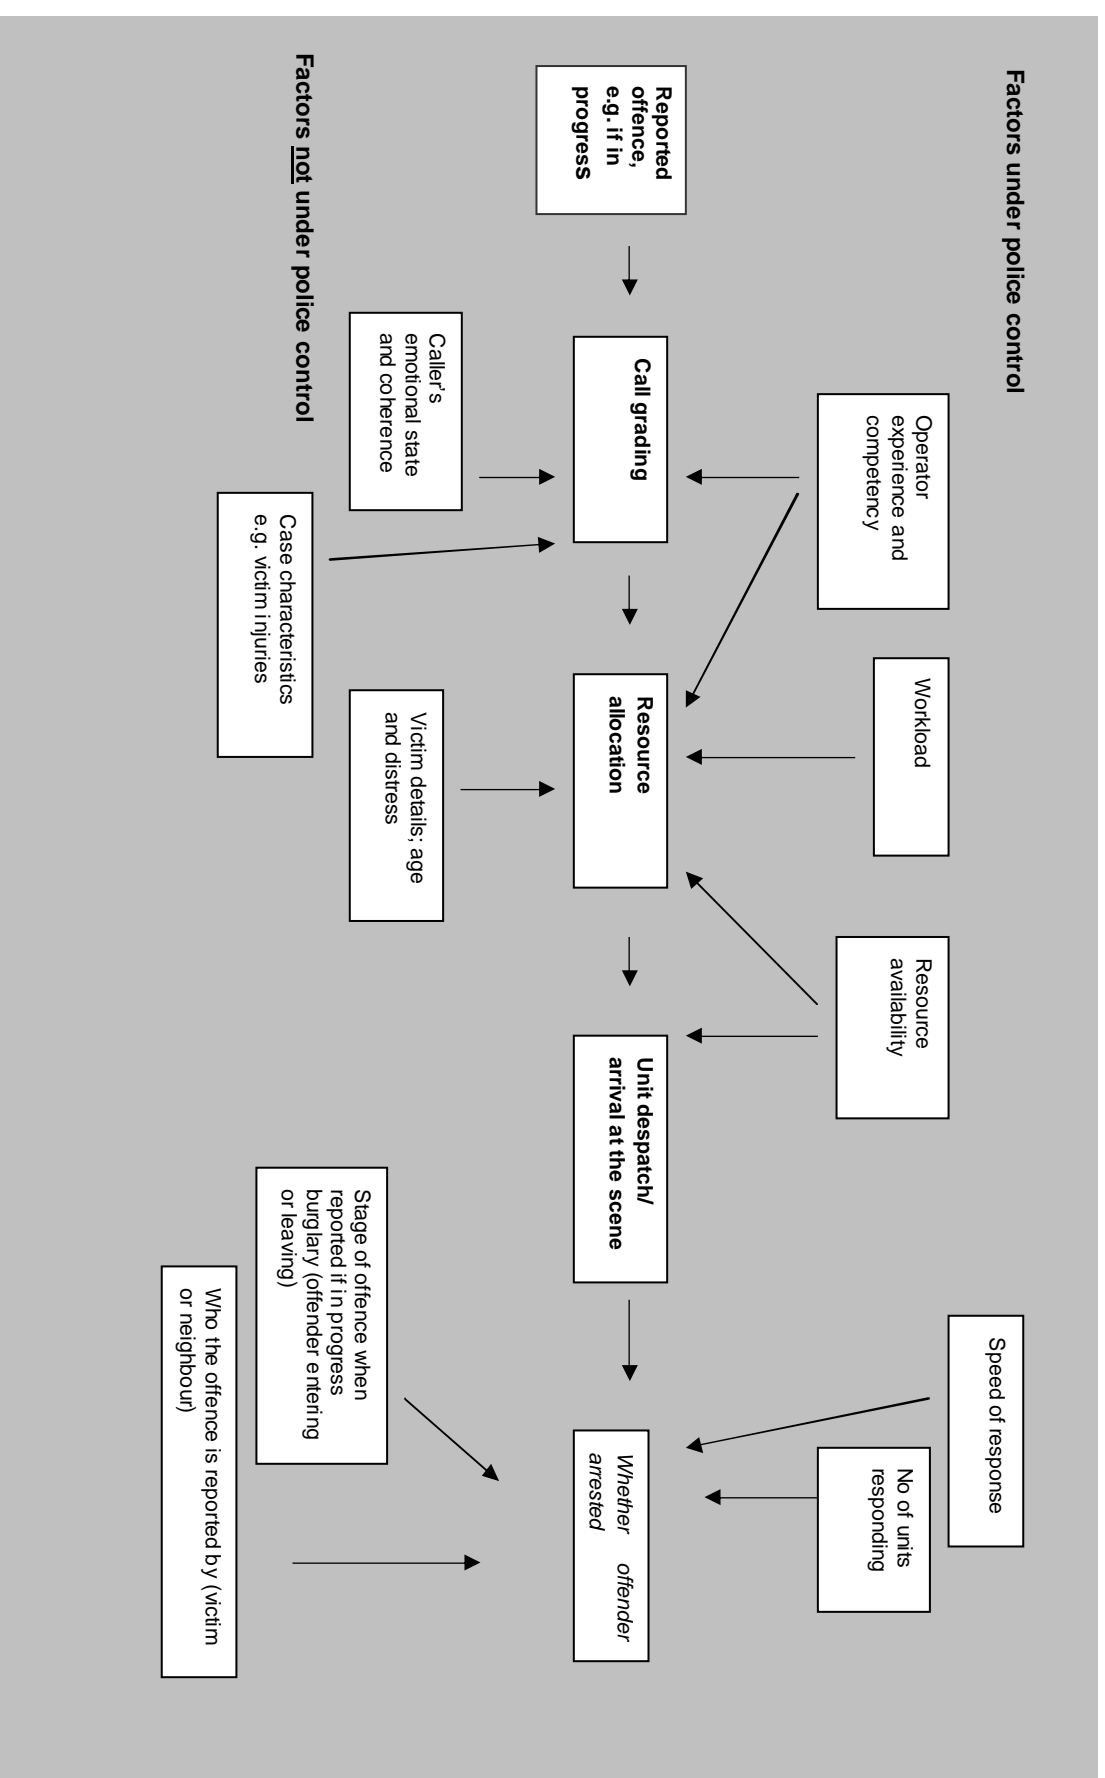 Factors under police control
Operator
experience and
competency
Workload
Resource
availability
Speed of response
No of units
responding
Reported
offence,
e.g. if in
progress
Call grading
Resource
allocation
Unit despatch/
arrival at the scene
Whether offender
arrested
Caller's
emotional state
and coherence
Case characteristics
e.g. victim injuries
Victim details; age
and distress
Stage of offence when
reported if in progress
burglary (offender entering
or leaving)
Who the offence is reported by (victim
or neighbour)
Factors not under police control